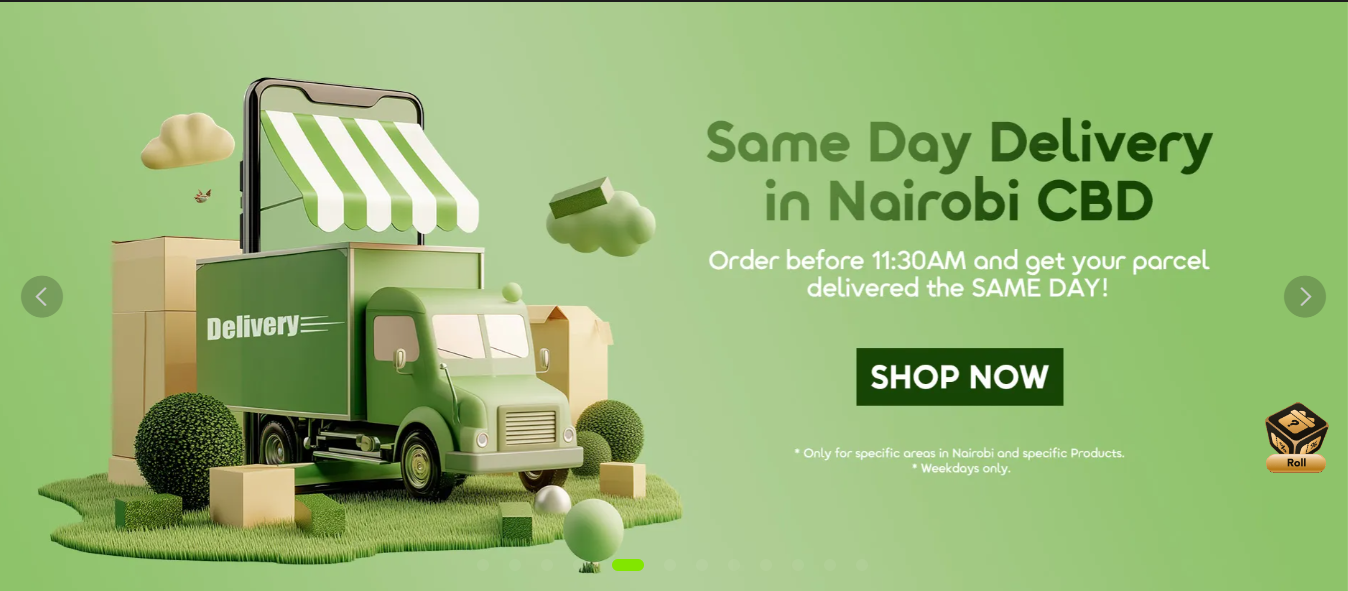 Same Day Delivery
in Nairobi CBD
Order before 11:30AM and get your parcel
delivered the SAME DAY!
Delivery
SHOP NOW
* Only for specific areas in Nairobi and specific Products.
* Weekdays only.
?
Roll